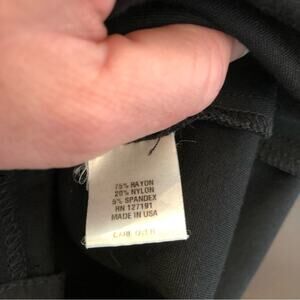 75% RAYON
20% NYLON
5% SPANDEX
RN 127191
MADE IN USA